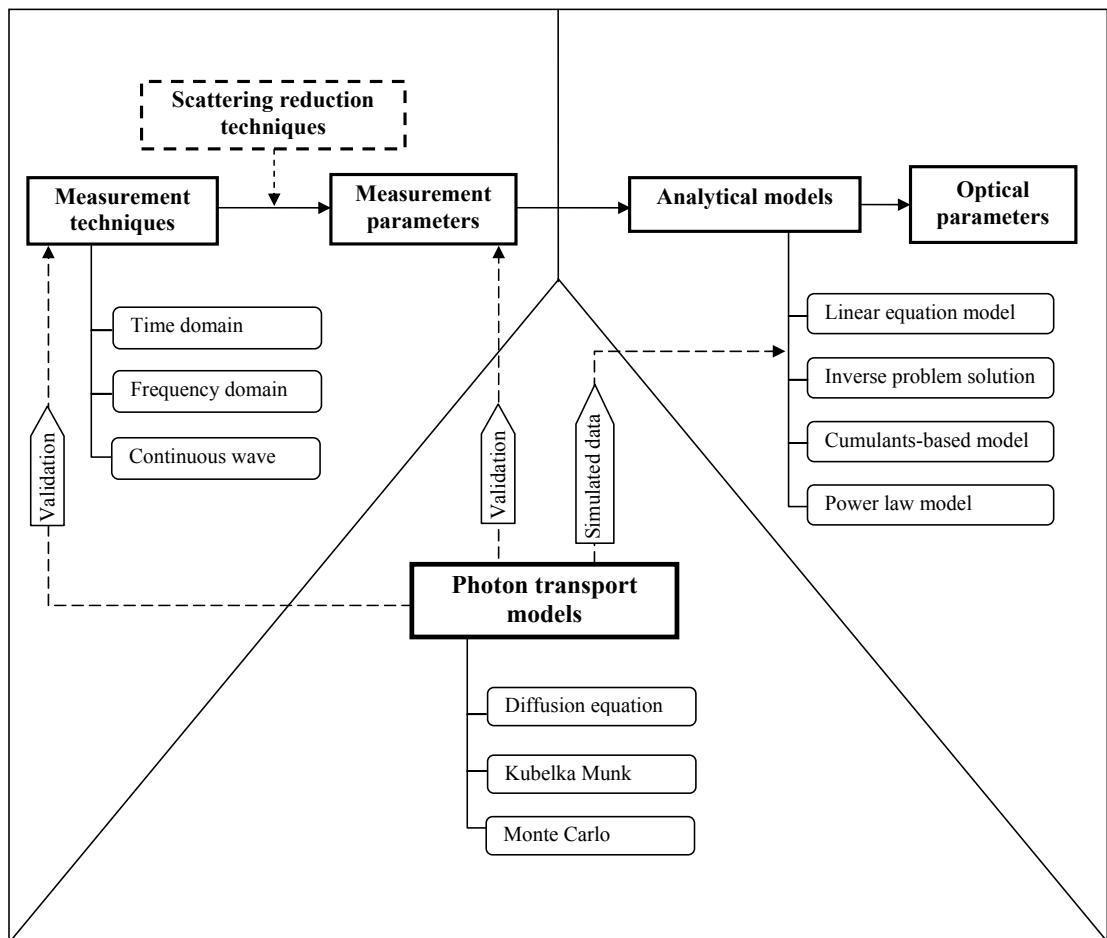 Scattering reduction
techniques
Measurement
techniques
Measurement
parameters
Analytical models
Optical
parameters
Time domain
Frequency domain
Continuous wave
Linear equation model
Inverse problem solution
Cumulants-based model
Power law model
Validation
Validation
Simulated data
Photon transport
models
Diffusion equation
Kubelka Munk
Monte Carlo